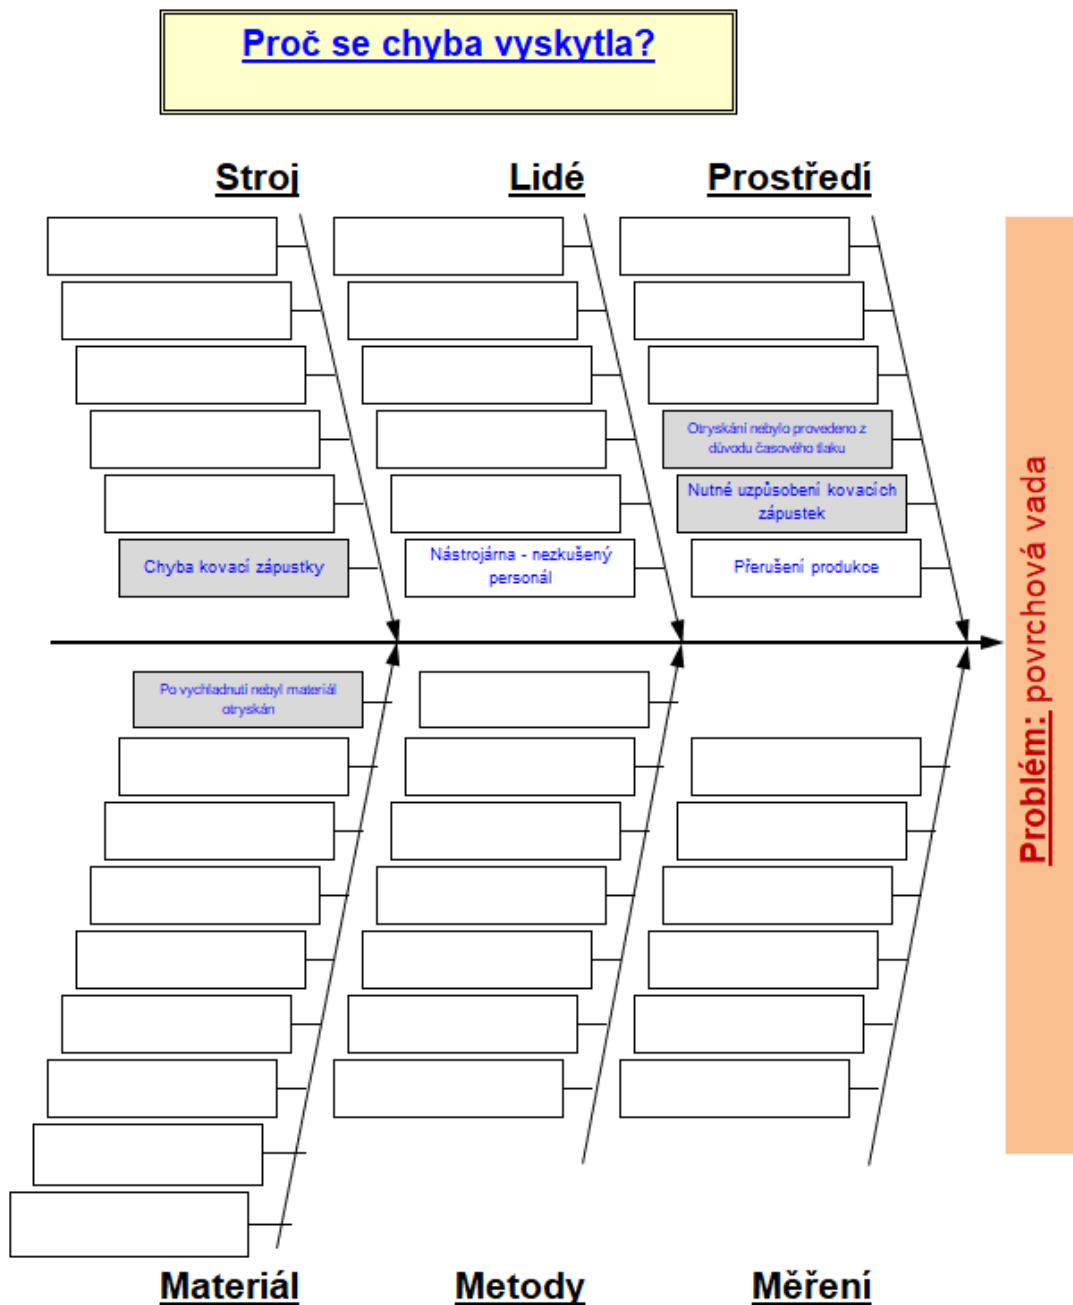 Proč se chyba vyskytla?
Stroj
Lidé
Prostředí
Otryskání nebylo provedeno z
důvodu časového tlaku
Nutné uzpůsobení kovacích
zápustek
Chyba kovací zápustky
Nástrojárna - nezkušený
personál
Přerušení produkce
Problém: povrchová vada
Po vychladnutí nebyl materiál
otryskán
Materiál
Metody
Měření